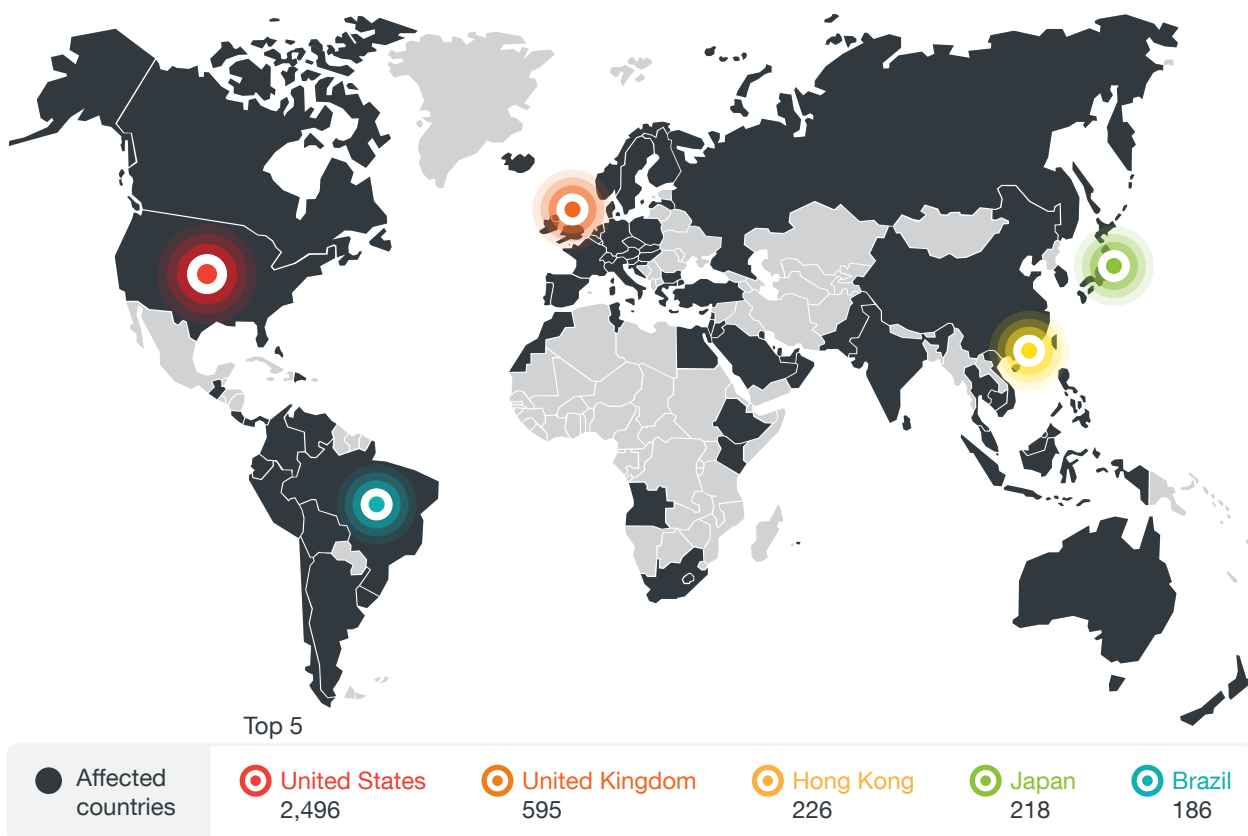 Top 5
Affected
countries
United States
2,496
United Kingdom
595
Hong Kong
226
Japan
218
Brazil
186